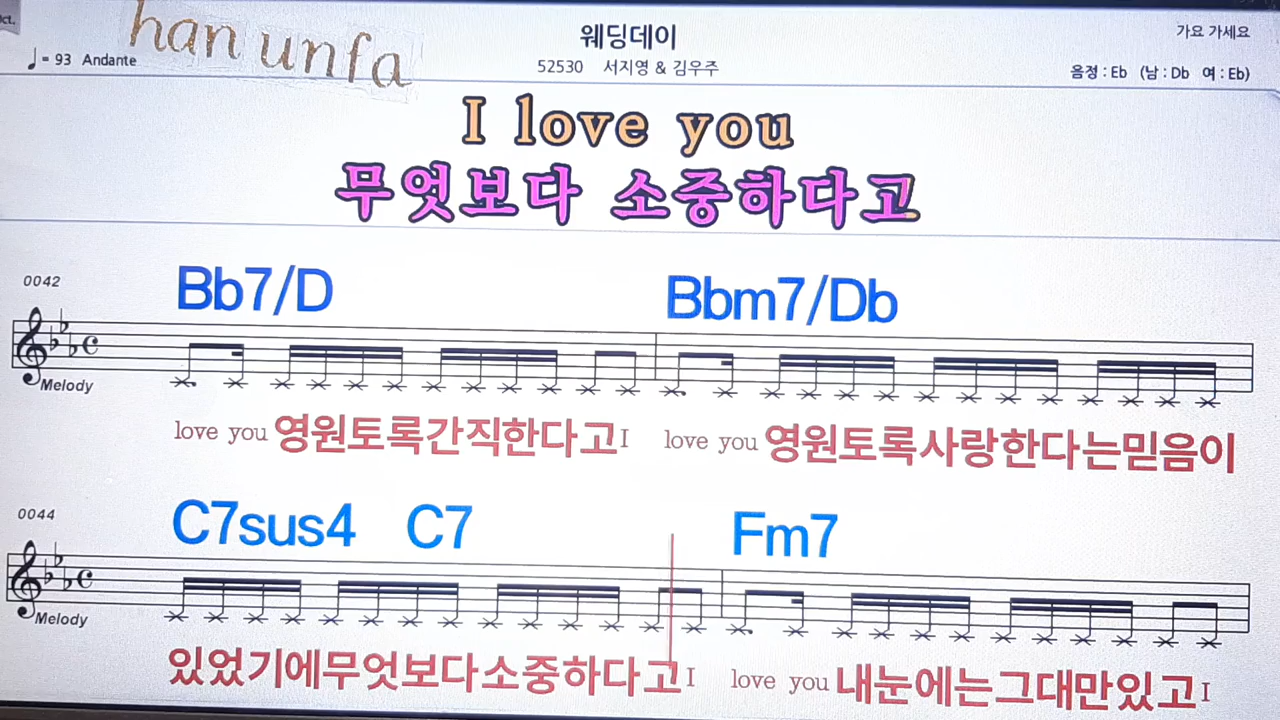 ct.
han unfa
♩= 93 Andante
웨딩데이
52530 서지영 & 김우주
가요 가세요
음정 : Eb (남 : Db 여 : Eb)
I love you
무엇보다 소중하다고
0042
Bb7/D Bbm7/Db
Melody
love you 영원토록간직한다고 I love you 영원토록사랑한다는믿음이
0044
C7sus4 C7 Fm7
Melody
있었기에무엇보다소중하다고 I love you 내눈에는그대만있고 I